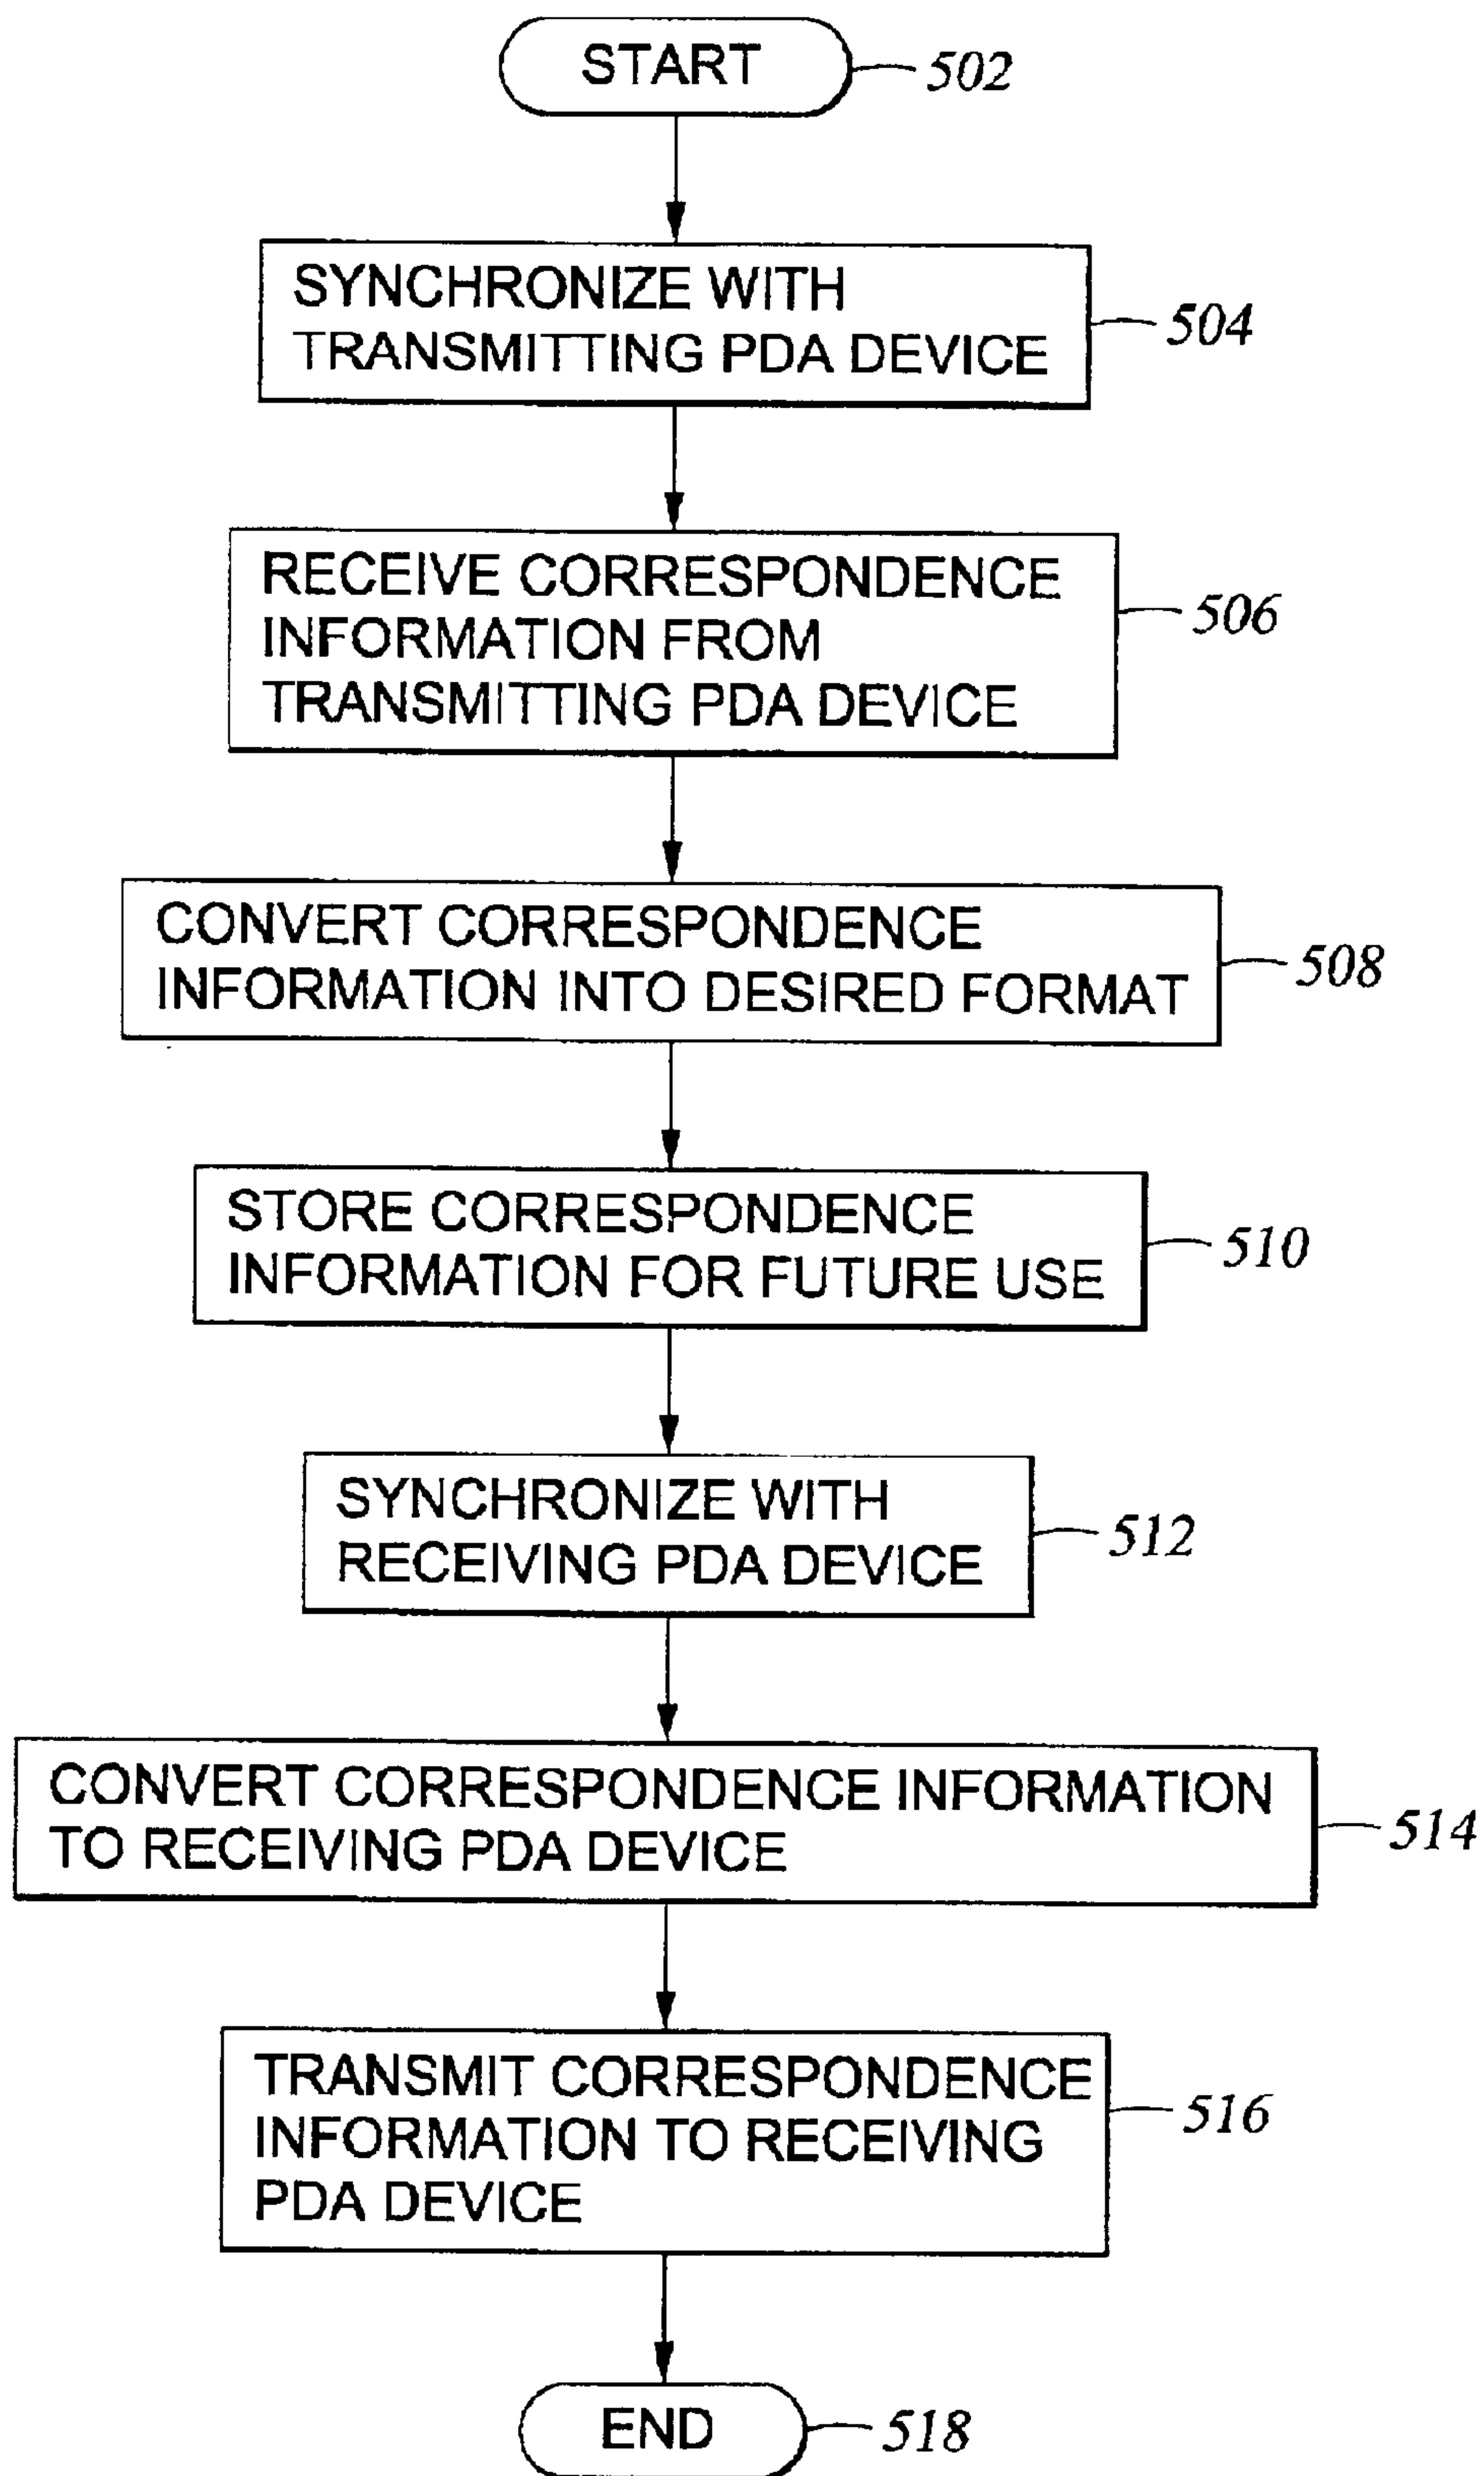 START
502
SYNCHRONIZE WITH
TRANSMITTING PDA DEVICE
504
RECEIVE CORRESPONDENCE
INFORMATION FROM
TRANSMITTING PDA DEVICE
506
CONVERT CORRESPONDENCE
INFORMATION INTO DESIRED FORMAT
508
STORE CORRESPONDENCE
INFORMATION FOR FUTURE USE
510
SYNCHRONIZE WITH
RECEIVING PDA DEVICE
512
CONVERT CORRESPONDENCE INFORMATION
TO RECEIVING PDA DEVICE
514
TRANSMIT CORRESPONDENCE
INFORMATION TO RECEIVING
PDA DEVICE
516
END
518